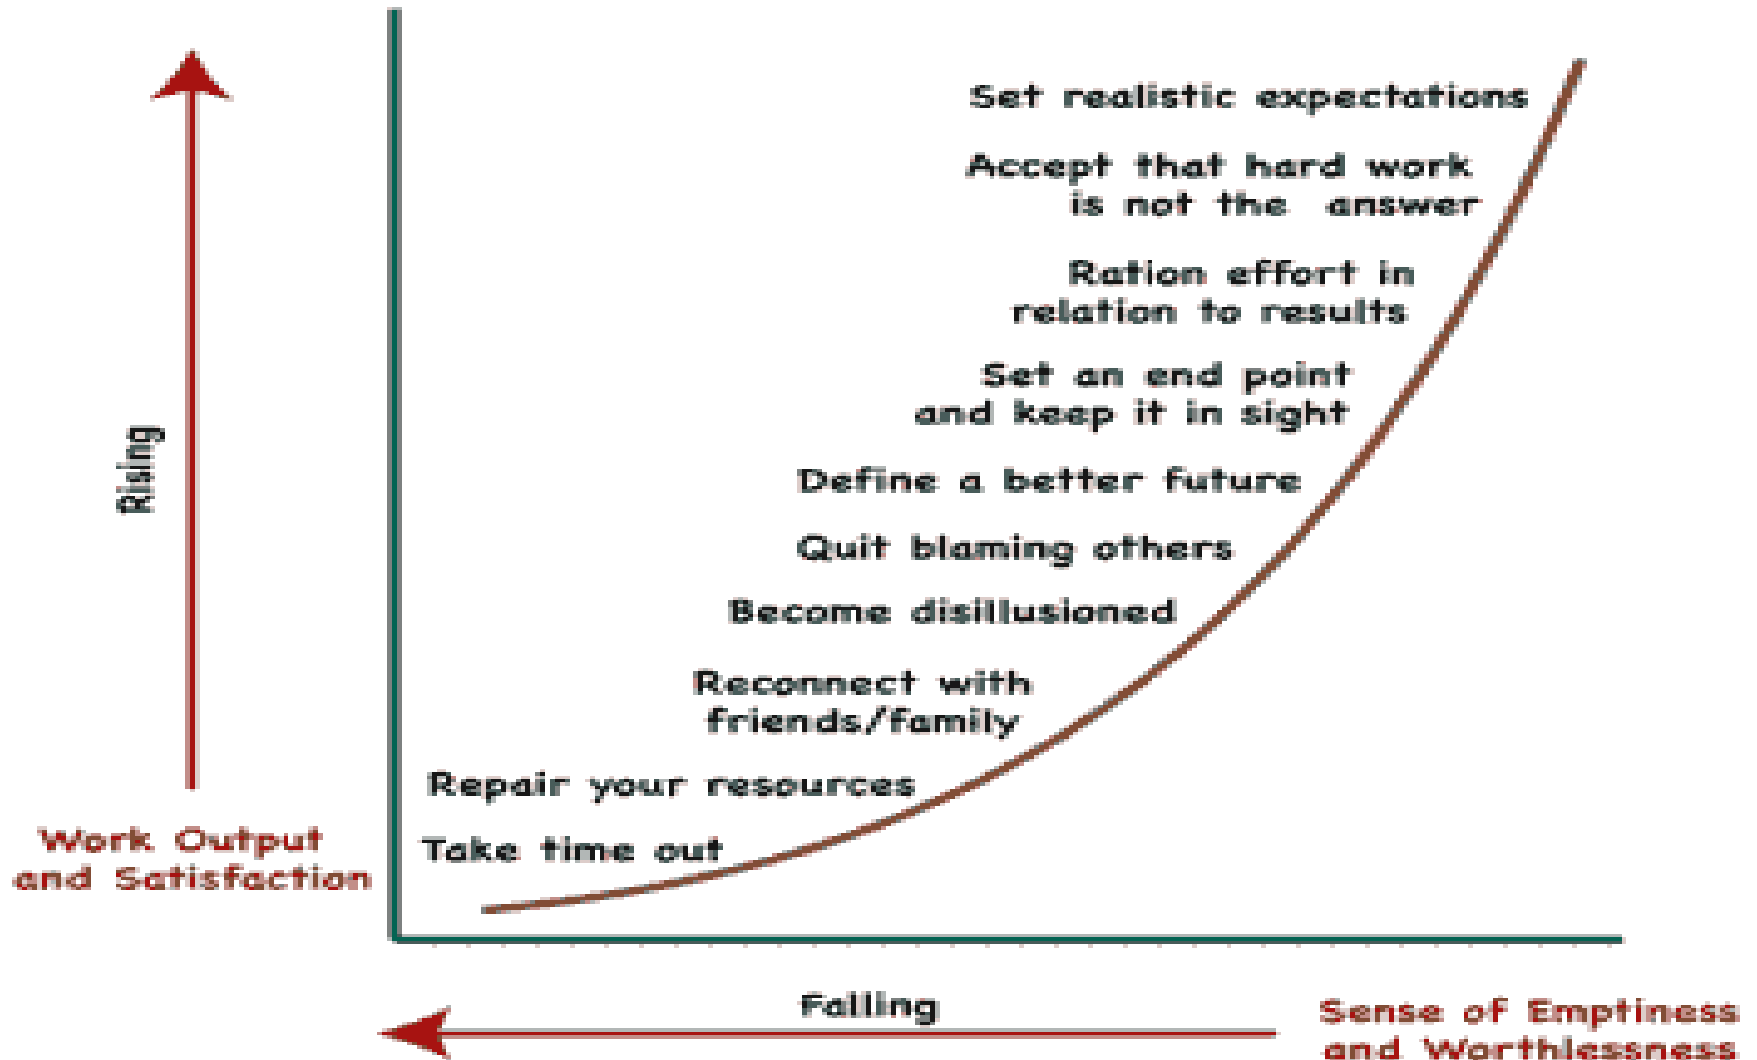 Set realistic expectations
Accept that hard work
is not the answer
Ration effort in
relation to results
Set an end point
and keep it in sight
Define a better future
Quit blaming others
Become disillusioned
Reconnect with
friends/family
Repair your resources
Take time out
Rising
Work Output
and Satisfaction
Falling
Sense of Emptiness
and Worthlessness